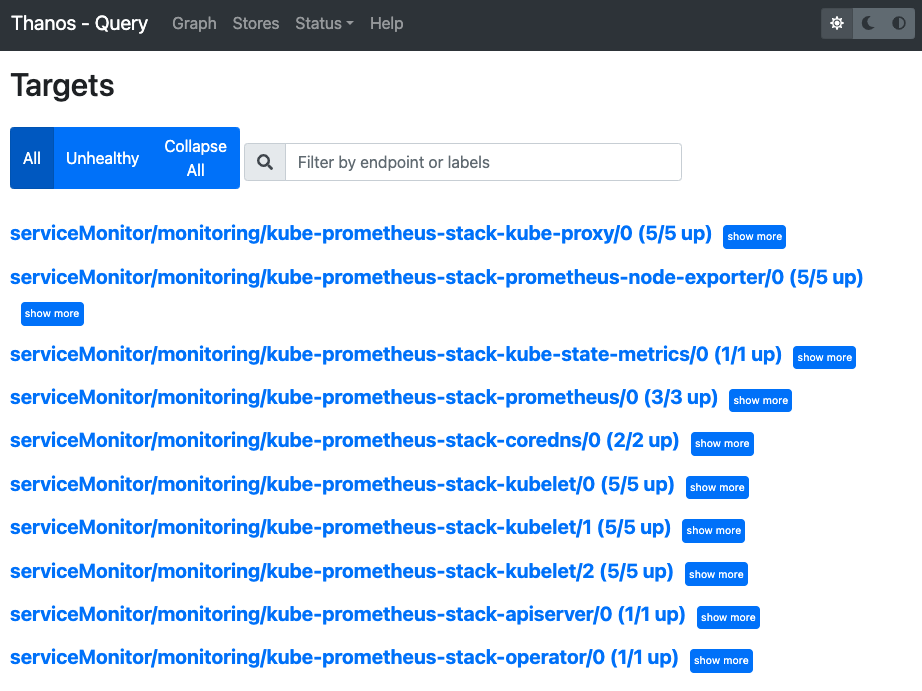 Thanos - Query Graph Stores Status Help
Targets
All Unhealthy Collapse All
Filter by endpoint or labels
serviceMonitor/monitoring/kube-prometheus-stack-kube-proxy/0 (5/5 up) show more
serviceMonitor/monitoring/kube-prometheus-stack-prometheus-node-exporter/0 (5/5 up)
show more
serviceMonitor/monitoring/kube-prometheus-stack-kube-state-metrics/0 (1/1 up) show more
serviceMonitor/monitoring/kube-prometheus-stack-prometheus/0 (3/3 up) show more
serviceMonitor/monitoring/kube-prometheus-stack-coredns/0 (2/2 up) show more
serviceMonitor/monitoring/kube-prometheus-stack-kubelet/0 (5/5 up) show more
serviceMonitor/monitoring/kube-prometheus-stack-kubelet/1 (5/5 up) show more
serviceMonitor/monitoring/kube-prometheus-stack-kubelet/2 (5/5 up) show more
serviceMonitor/monitoring/kube-prometheus-stack-apiserver/0 (1/1 up) show more
serviceMonitor/monitoring/kube-prometheus-stack-operator/0 (1/1 up) show more